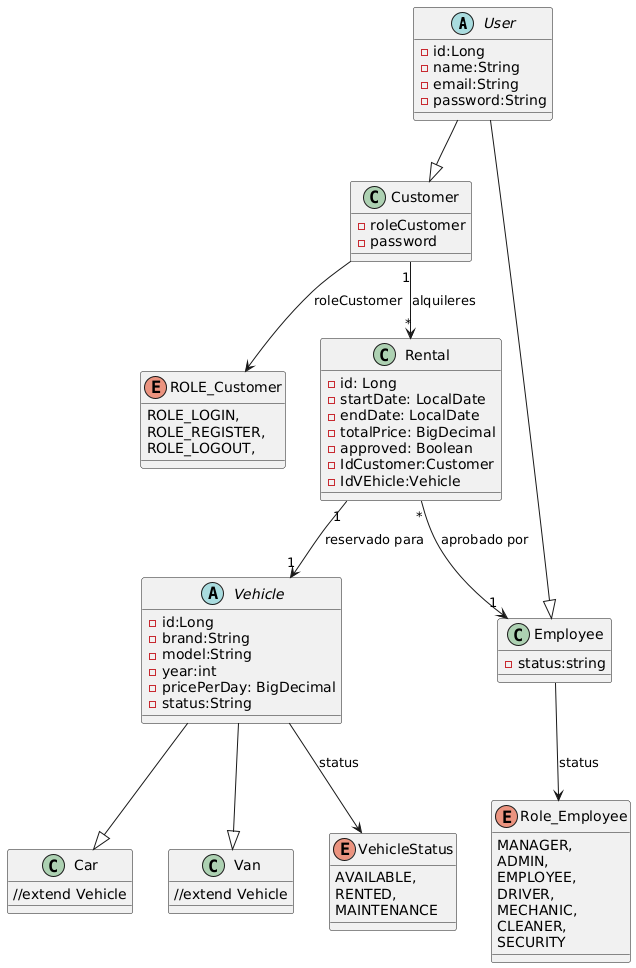 A User
id:Long
name:String
email:String
password:String
C Customer
roleCustomer
password
roleCustomer
1
alquileres
*
E ROLE_Customer
ROLE_LOGIN,
ROLE_REGISTER,
ROLE_LOGOUT,
C Rental
id: Long
startDate: LocalDate
endDate: LocalDate
totalPrice: BigDecimal
approved: Boolean
IdCustomer:Customer
IdVEhicle:Vehicle
1
reservado para
1
*
aprobado por
1
A Vehicle
id:Long
brand:String
model:String
year:int
pricePerDay: BigDecimal
status:String
C Employee
status:string
status
status
C Car
//extend Vehicle
C Van
//extend Vehicle
E VehicleStatus
AVAILABLE,
RENTED,
MAINTENANCE
E Role_Employee
MANAGER,
ADMIN,
EMPLOYEE,
DRIVER,
MECHANIC,
CLEANER,
SECURITY